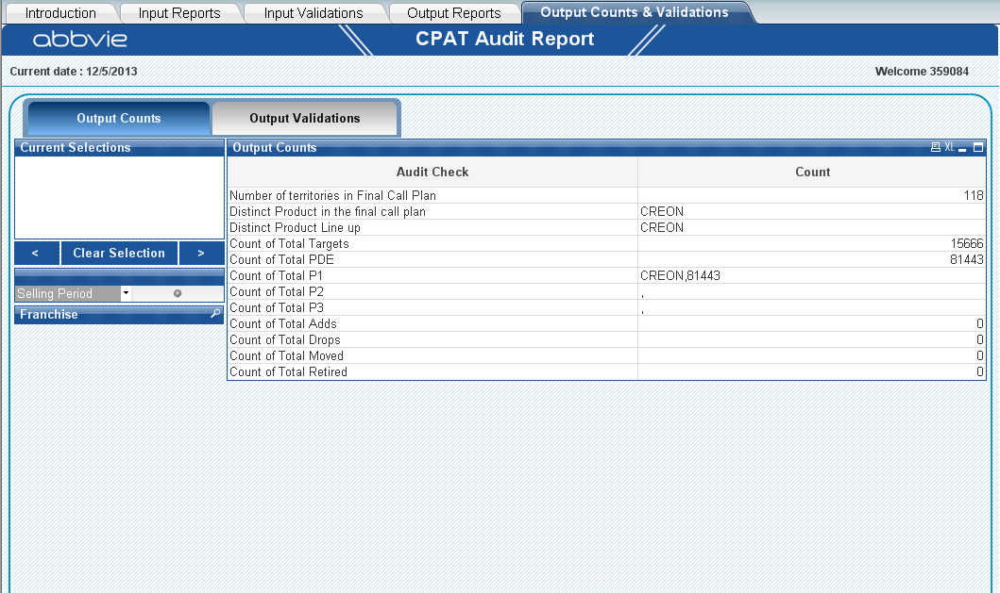 Introduction Input Reports Input Validations Output Reports Output Counts & Validations
abbvie CPAT Audit Report
Current date : 12/5/2013 Welcome 359084
Output Counts Output Validations
Current Selections
< Clear Selection >
Selling Period
Franchise
Output Counts XL
Audit Check Count
Number of territories in Final Call Plan 118
Distinct Product in the final call plan CREON
Distinct Product Line up CREON
Count of Total Targets 15666
Count of Total PDE 81443
Count of Total P1 CREON,81443
Count of Total P2 ,
Count of Total P3 ,
Count of Total Adds 0
Count of Total Drops 0
Count of Total Moved 0
Count of Total Retired 0